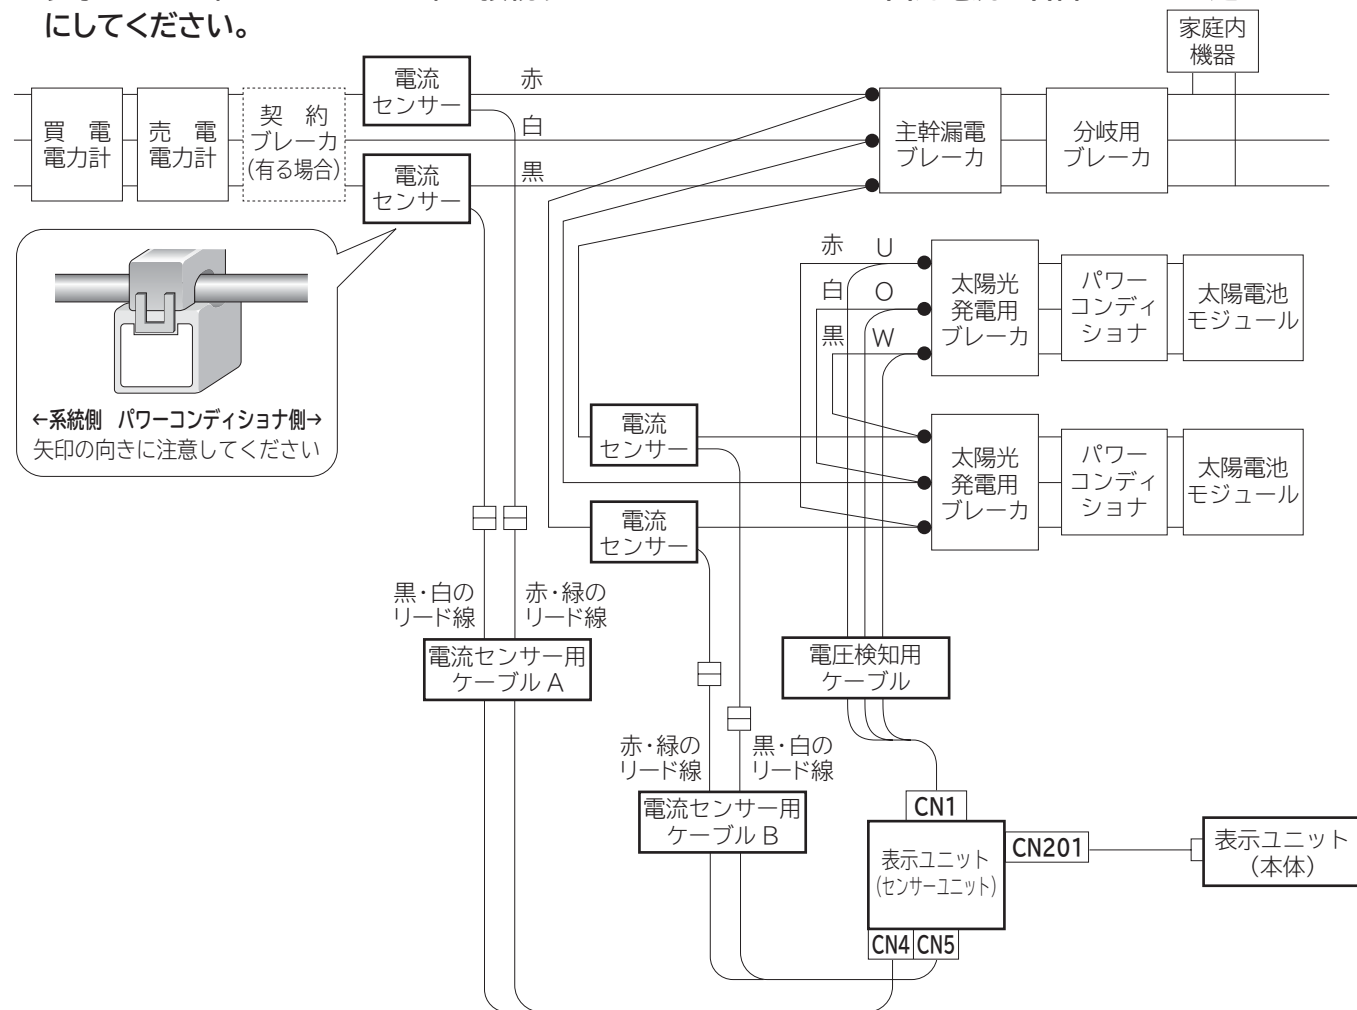 にしてください。
家庭内
機器
電流
センサー
赤
白
黒
買　電
電力計
売　電
電力計
契　約
ブレーカ
(有る場合)
電流
センサー
主幹漏電
ブレーカ
分岐用
ブレーカ
←系統側　パワーコンディショナ側→
矢印の向きに注意してください
赤　U
白　O
黒　W
太陽光
発電用
ブレーカ
パワー
コンディ
ショナ
太陽電池
モジュール
電流
センサー
電流
センサー
太陽光
発電用
ブレーカ
パワー
コンディ
ショナ
太陽電池
モジュール
黒・白の
リード線
赤・緑の
リード線
電流センサー用
ケーブル A
電圧検知用
ケーブル
赤・緑の
リード線
黒・白の
リード線
電流センサー用
ケーブル B
CN1
表示ユニット
(センサーユニット)
CN201
表示ユニット
（本体）
CN4
CN5